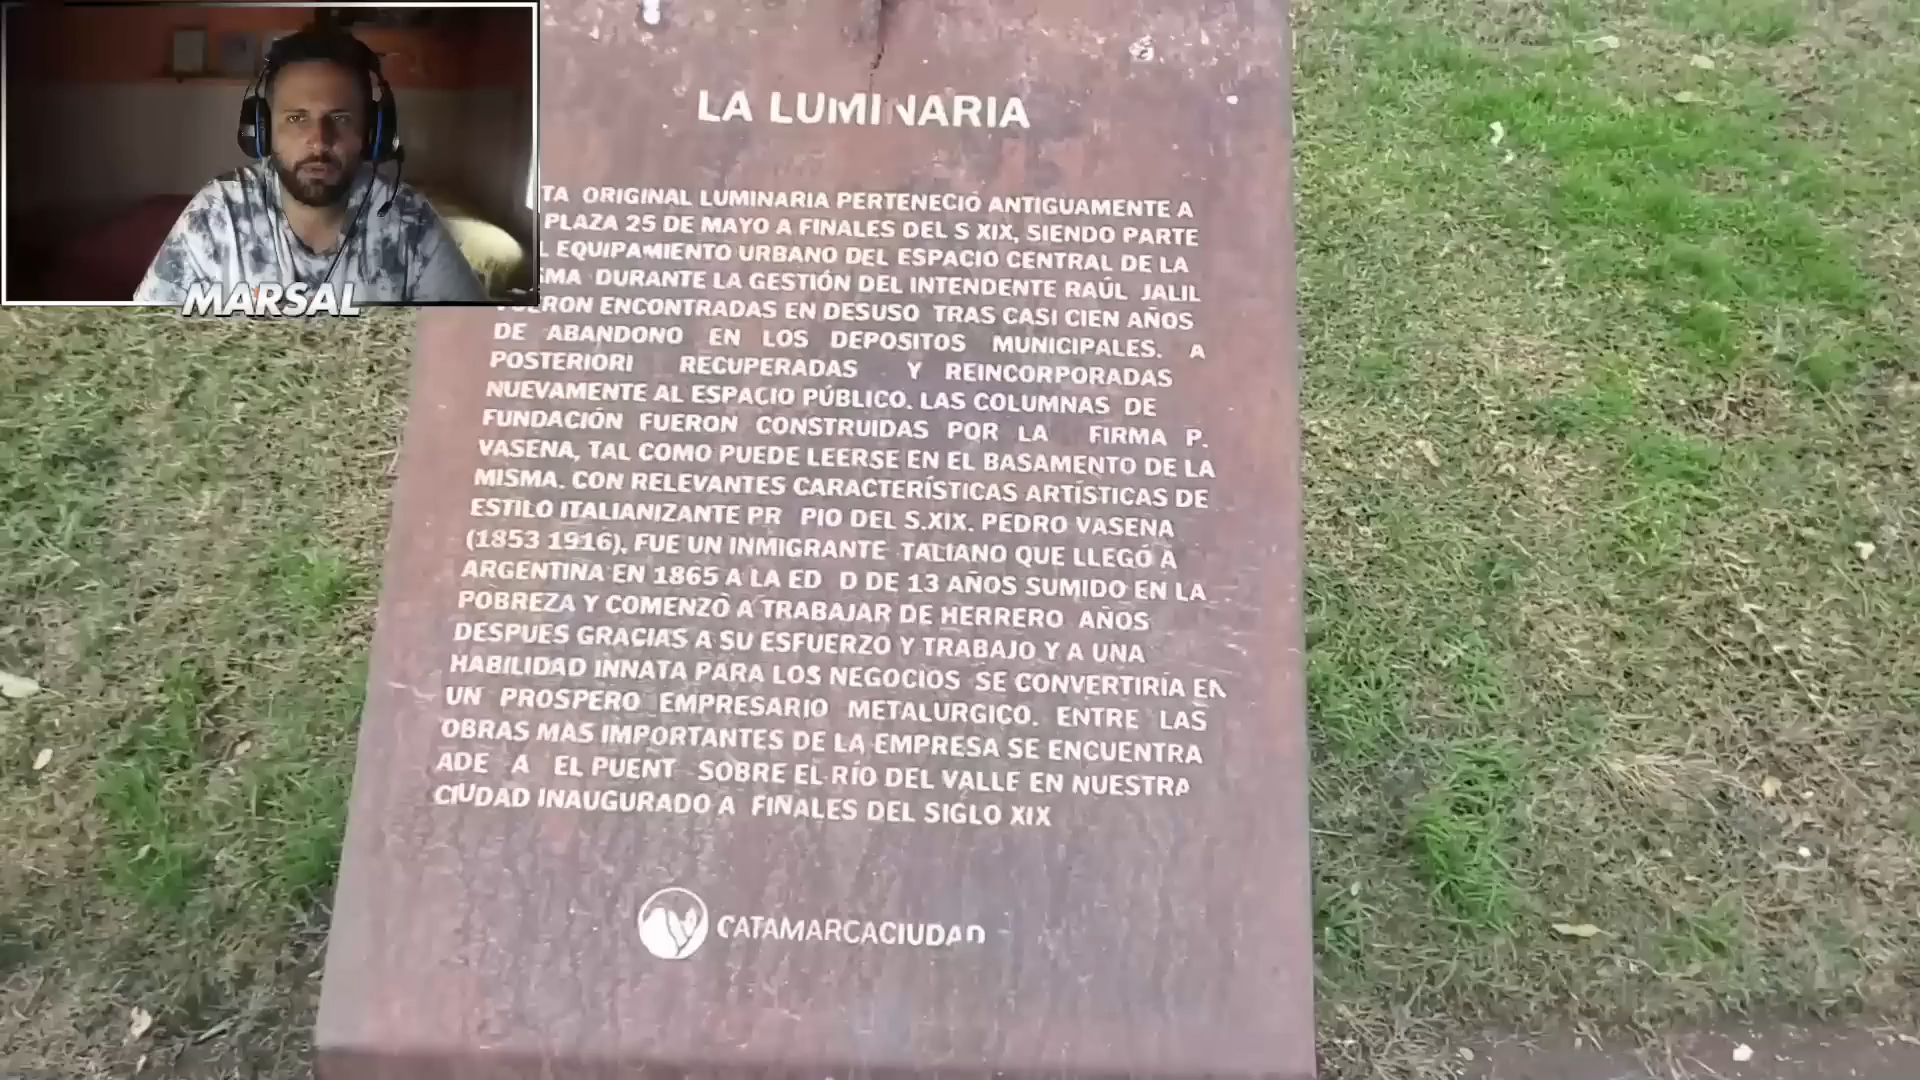 MARSAL
LA LUMINARIA
TA ORIGINAL LUMINARIA PERTENECIÓ ANTIGUAMENTE A
PLAZA 25 DE MAYO A FINALES DEL S XIX, SIENDO PARTE
L EQUIPAMIENTO URBANO DEL ESPACIO CENTRAL DE LA
SMA DURANTE LA GESTIÓN DEL INTENDENTE RAÚL JALIL
ERON ENCONTRADAS EN DESUSO TRAS CASI CIEN AÑOS
DE ABANDONO EN LOS DEPOSITOS MUNICIPALES. A
POSTERIORI RECUPERADAS Y REINCORPORADAS
NUEVAMENTE AL ESPACIO PÚBLICO. LAS COLUMNAS DE
FUNDACIÓN FUERON CONSTRUIDAS POR LA FIRMA P.
VASENA, TAL COMO PUEDE LEERSE EN EL BASAMENTO DE LA
MISMA. CON RELEVANTES CARACTERÍSTICAS ARTÍSTICAS DE
ESTILO ITALIANIZANTE PR PIO DEL S.XIX. PEDRO VASENA
(1853 1916), FUE UN INMIGRANTE TALIANO QUE LLEGÓ A
ARGENTINA EN 1865 A LA ED D DE 13 AÑOS SUMIDO EN LA
POBREZA Y COMENZÒ A TRABAJAR DE HERRERO AÑOS
DESPUES GRACIAS A SU ESFUERZO Y TRABAJO Y A UNA
HABILIDAD INNATA PARA LOS NEGOCIOS SE CONVERTIRÍA EN
UN PROSPERO EMPRESARIO METALURGICO. ENTRE LAS
OBRAS MAS IMPORTANTES DE LA EMPRESA SE ENCUENTRA
ADE A EL PUENT SOBRE EL RÍO DEL VALLE EN NUESTRA
CIUDAD INAUGURADO A FINALES DEL SIGLO XIX
CATAMARCACIUDAD